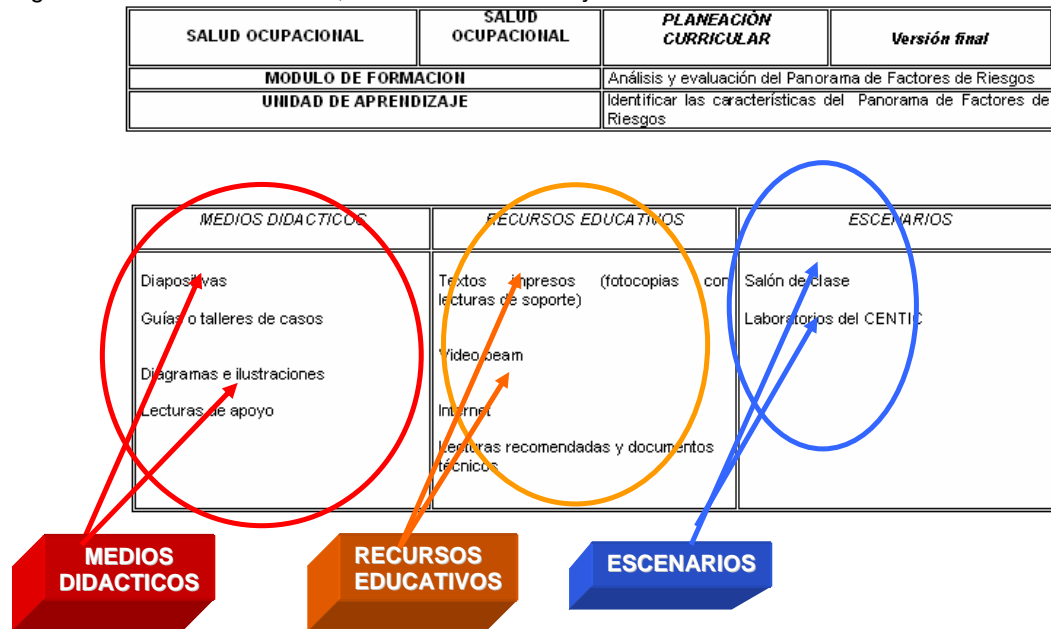 SALUD OCUPACIONAL
SALUD
OCUPACIONAL
PLANEACIÓN
CURRICULAR
Versión final
MODULO DE FORMACION
Análisis y evaluación del Panorama de Factores de Riesgos
UNIDAD DE APRENDIZAJE
Identificar las características del Panorama de Factores de
Riesgos
MEDIOS DIDACTICOS
RECURSOS EDUCATIVOS
ESCENARIOS
Diapositivas
Guías o talleres de casos
Diagramas e ilustraciones
Lecturas de apoyo
Textos impresos (fotocopias con
lecturas de soporte)
Video beam
Internet
Lecturas recomendadas y documentos
técnicos
Salón de clase
Laboratorios del CENTIC
MEDIOS
DIDACTICOS
RECURSOS
EDUCATIVOS
ESCENARIOS